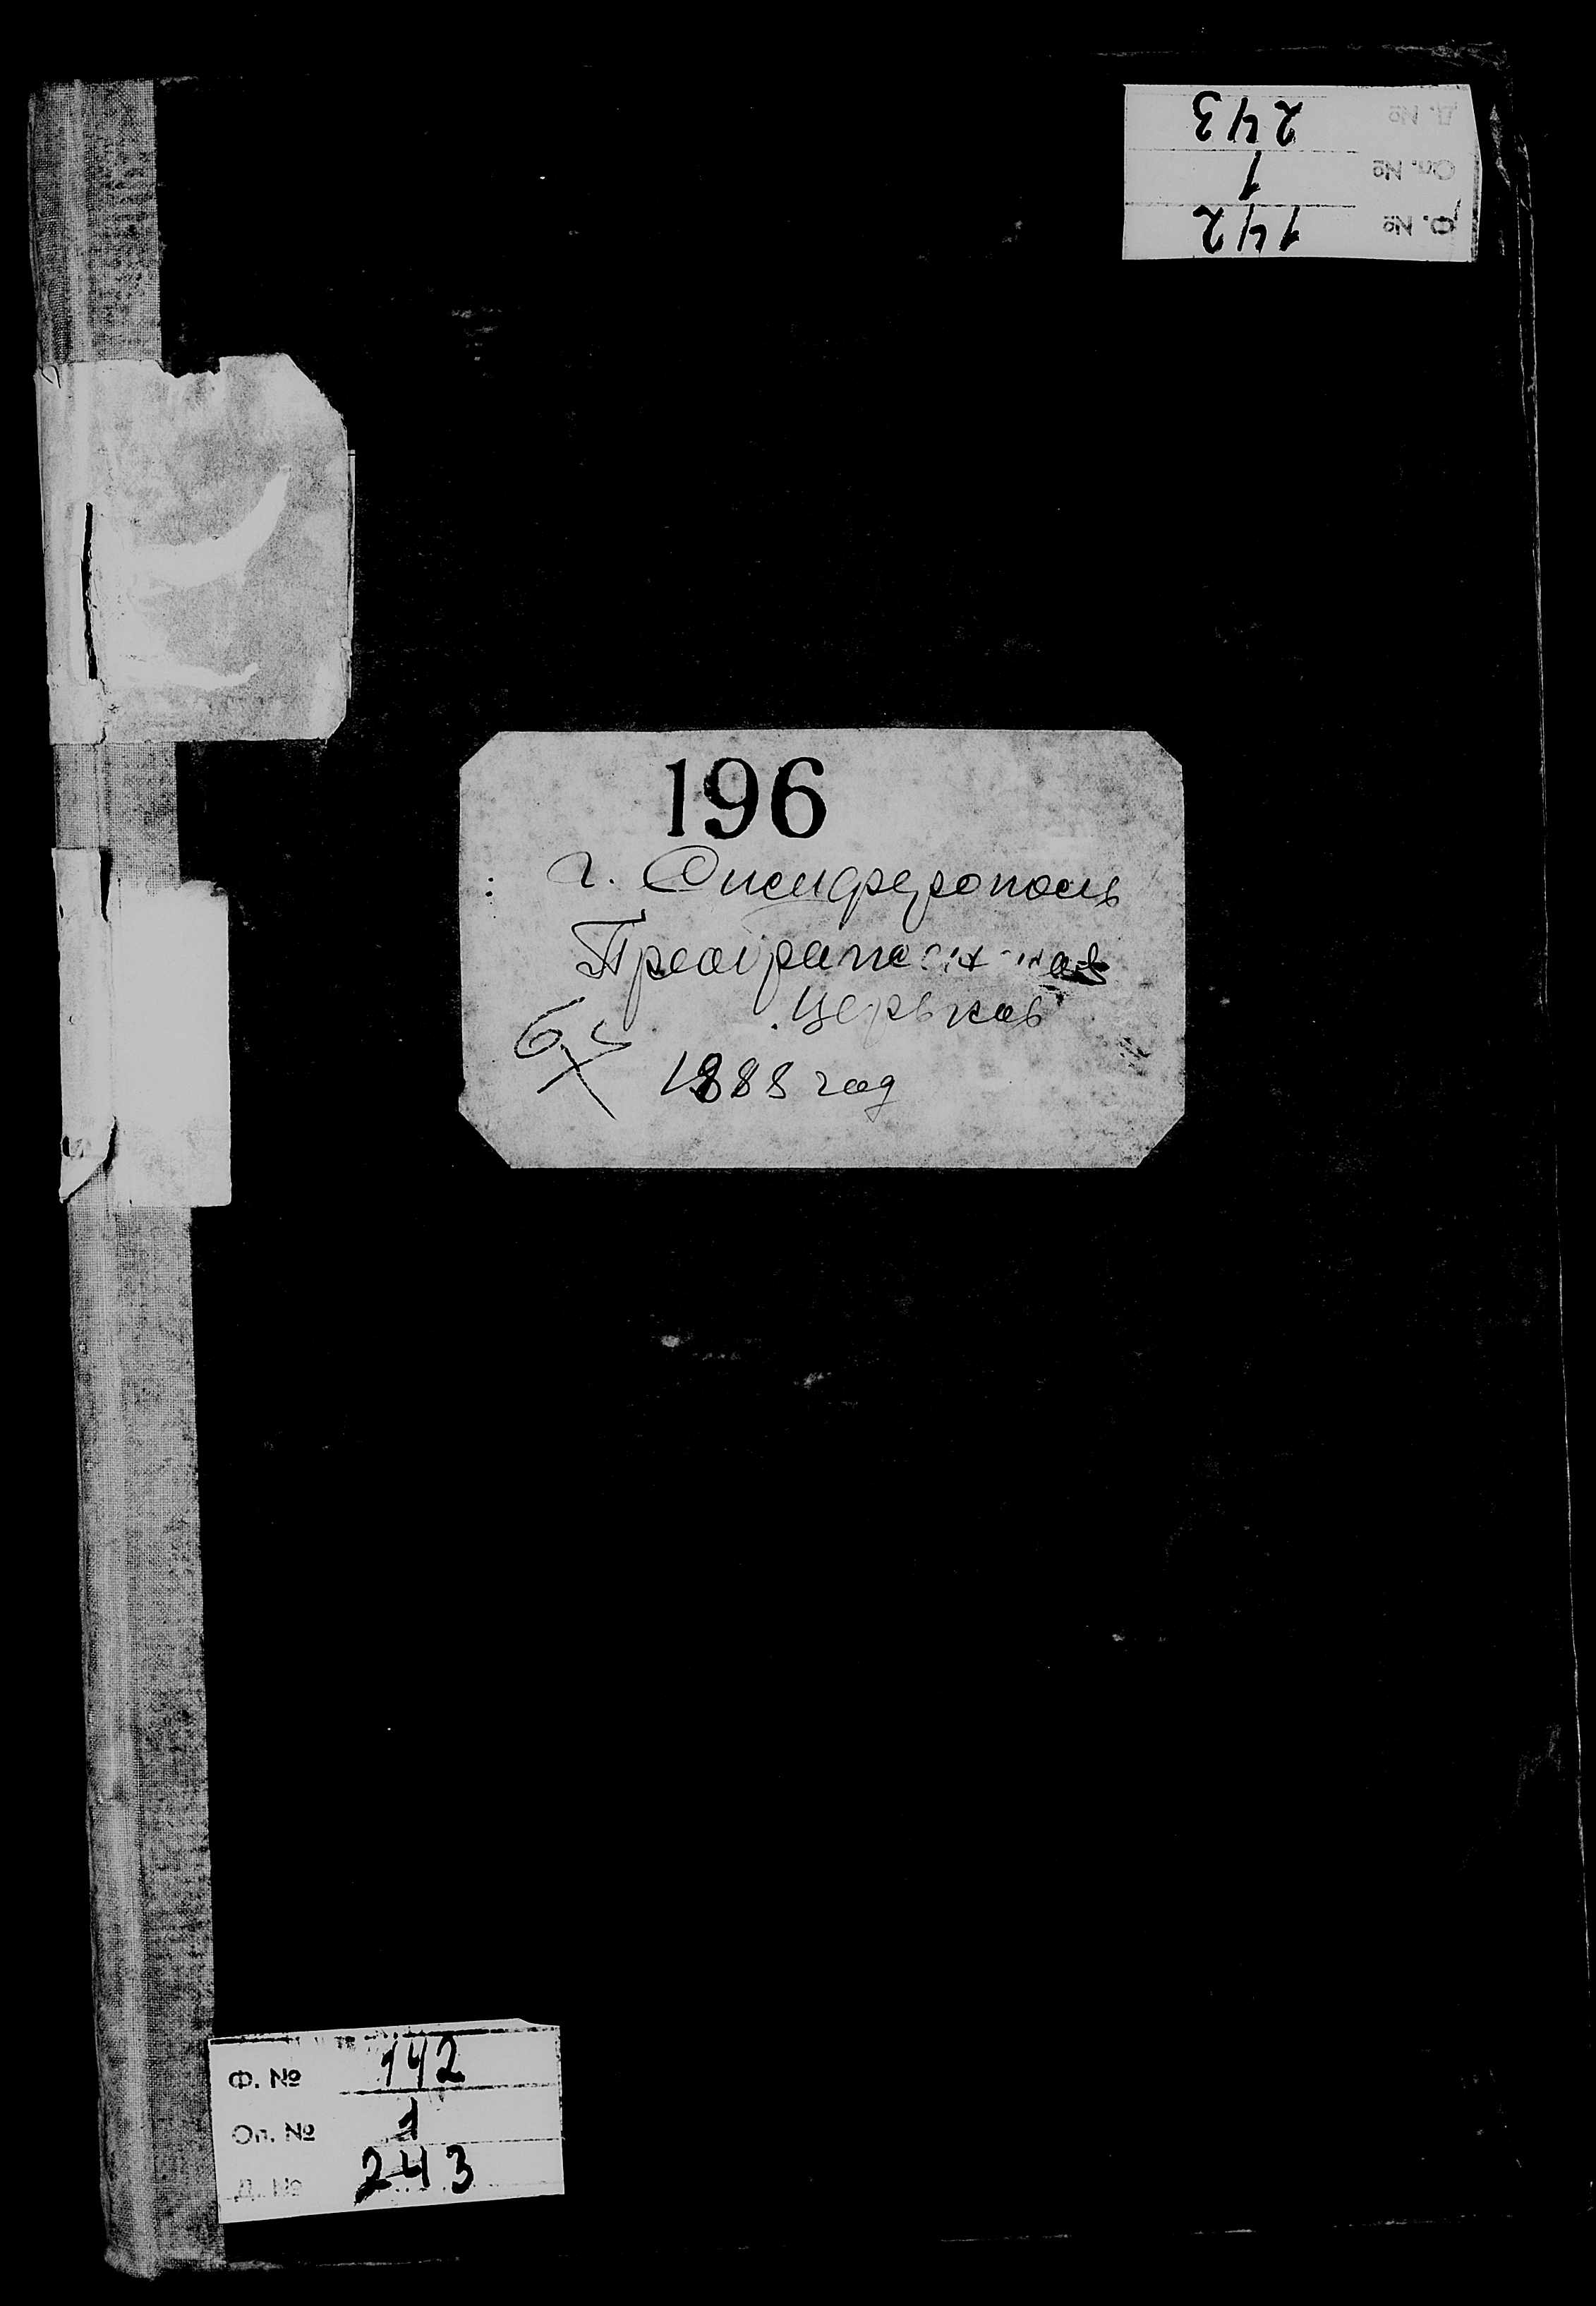 Д. № 243
Оп. № 1
Ф. № 142
196
г. Симферополь
Преображенская
церковь
1888 год
Ф. № 142
Оп. № 1
Д. № 243